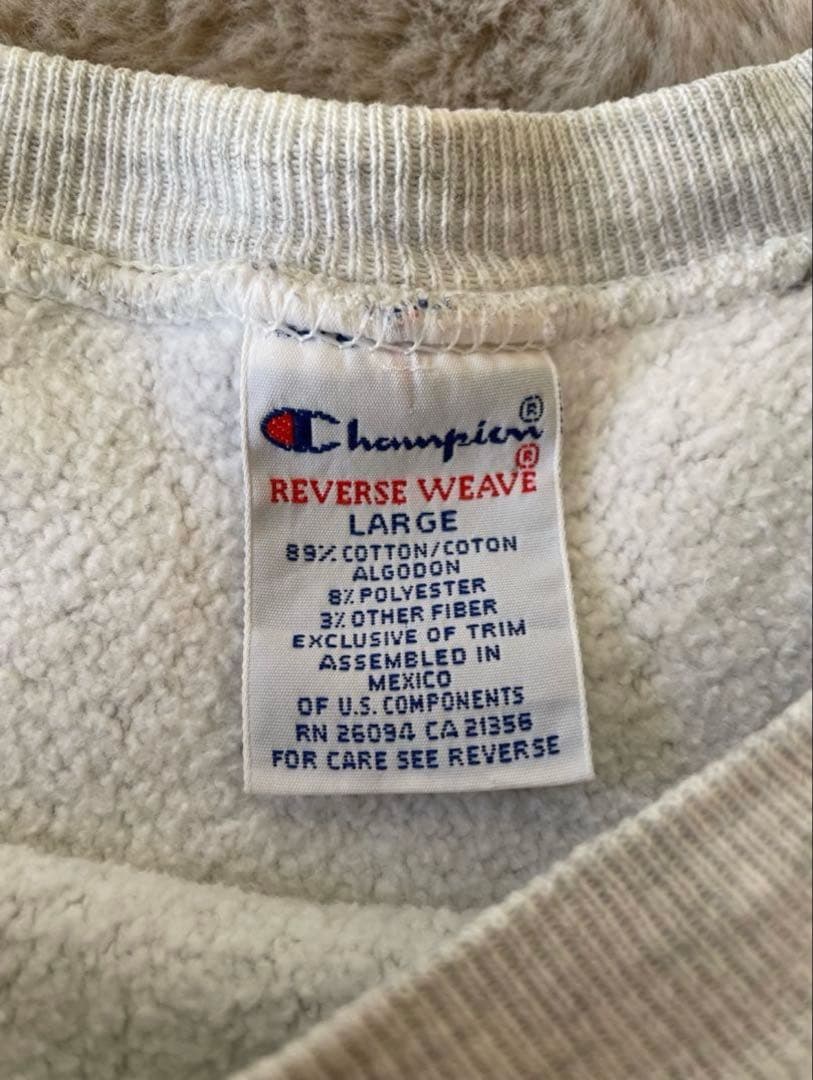 Champion®
REVERSE WEAVE®
LARGE
89% COTTON/COTON
ALGODON
8% POLYESTER
3% OTHER FIBER
EXCLUSIVE OF TRIM
ASSEMBLED IN
MEXICO
OF U.S. COMPONENTS
RN 26094 CA 21356
FOR CARE SEE REVERSE